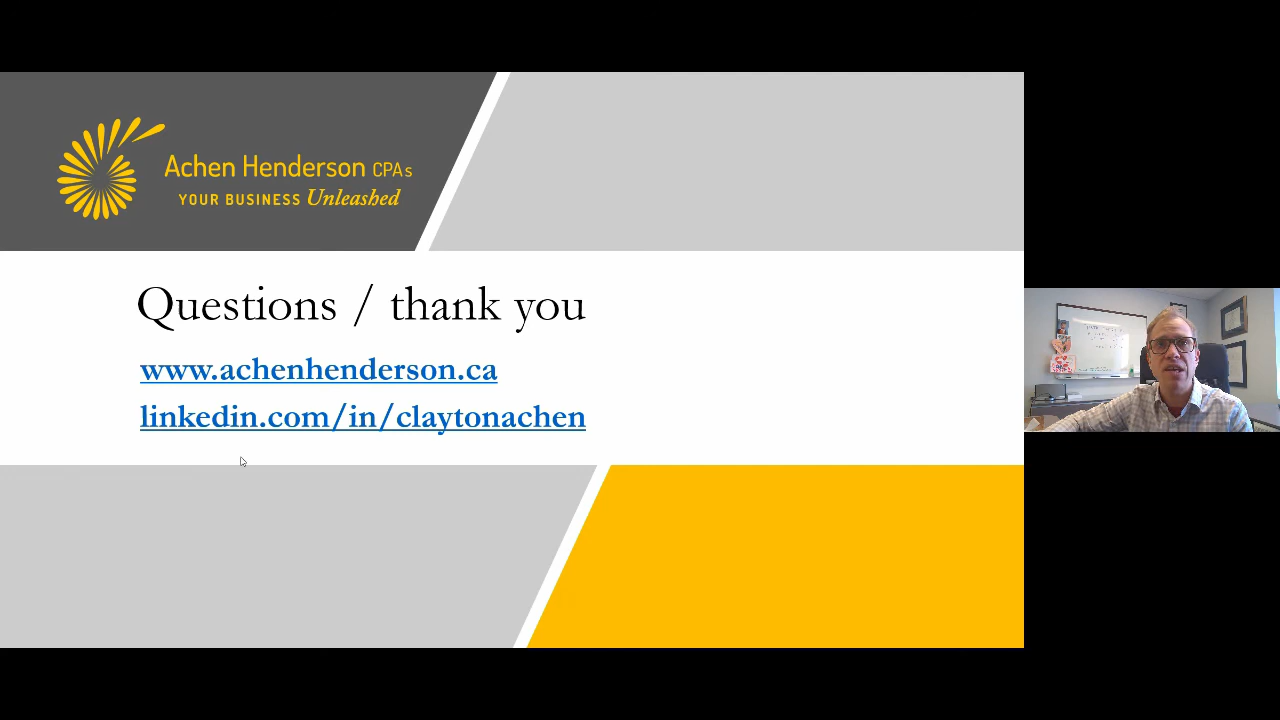 Achen Henderson CPAs
YOUR BUSINESS Unleashed
Questions / thank you
www.achenhenderson.ca
linkedin.com/in/claytonachen